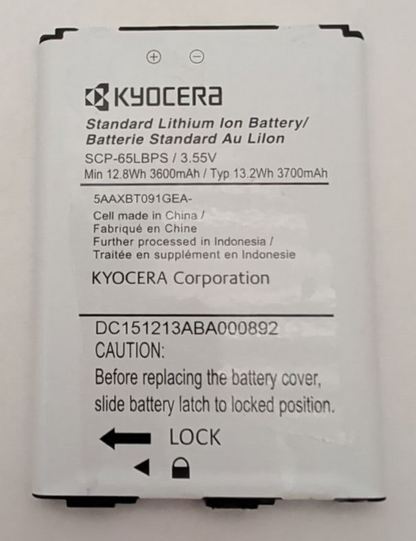 + -
KYOCERA
Standard Lithium Ion Battery/
Batterie Standard Au LiIon
SCP-65LBPS / 3.55V
Min 12.8Wh 3600mAh / Typ 13.2Wh 3700mAh
5AAXBT091GEA-
Cell made in China /
Fabriqué en Chine
Further processed in Indonesia /
Traitée en supplément en Indonesie
KYOCERA Corporation
DC151213ABA000892
CAUTION:
Before replacing the battery cover,
slide battery latch to locked position.
LOCK